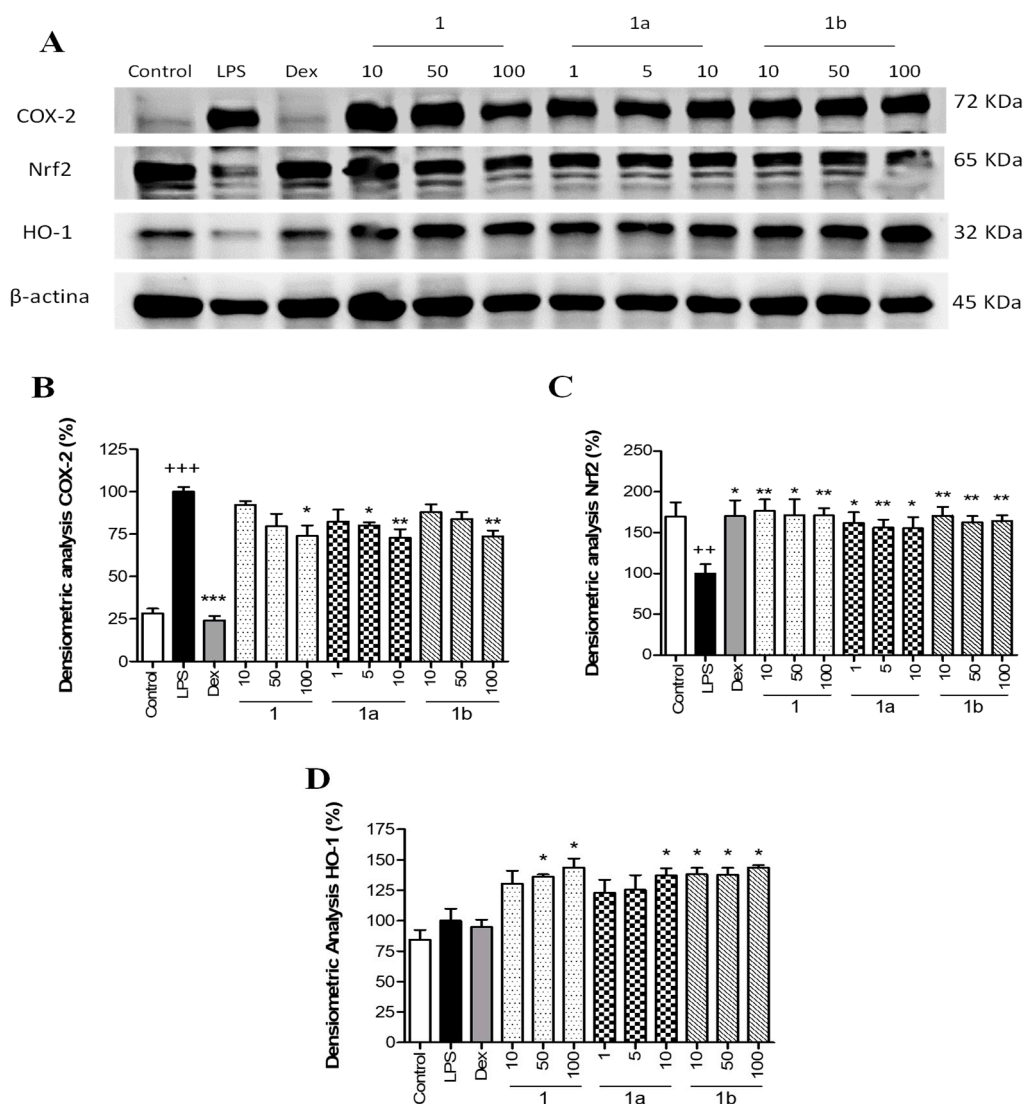 A
1 1a 1b
Control LPS Dex 10 50 100 1 5 10 10 50 100
COX-2 72 KDa
Nrf2 65 KDa
HO-1 32 KDa
β-actina 45 KDa
B
Densiometric analysis COX-2 (%)
125
100
75
50
25
0
+++ *** * * ** **
Control LPS Dex 10 50 100 1 5 10 10 50 100
1 1a 1b
C
Densiometric analysis Nrf2 (%)
250
200
150
100
50
0
++ * ** * ** * ** * ** ** **
Control LPS Dex 10 50 100 1 5 10 10 50 100
1 1a 1b
D
Densiometric Analysis HO-1 (%)
175
150
125
100
75
50
25
0
* * * * * *
Control LPS Dex 10 50 100 1 5 10 10 50 100
1 1a 1b